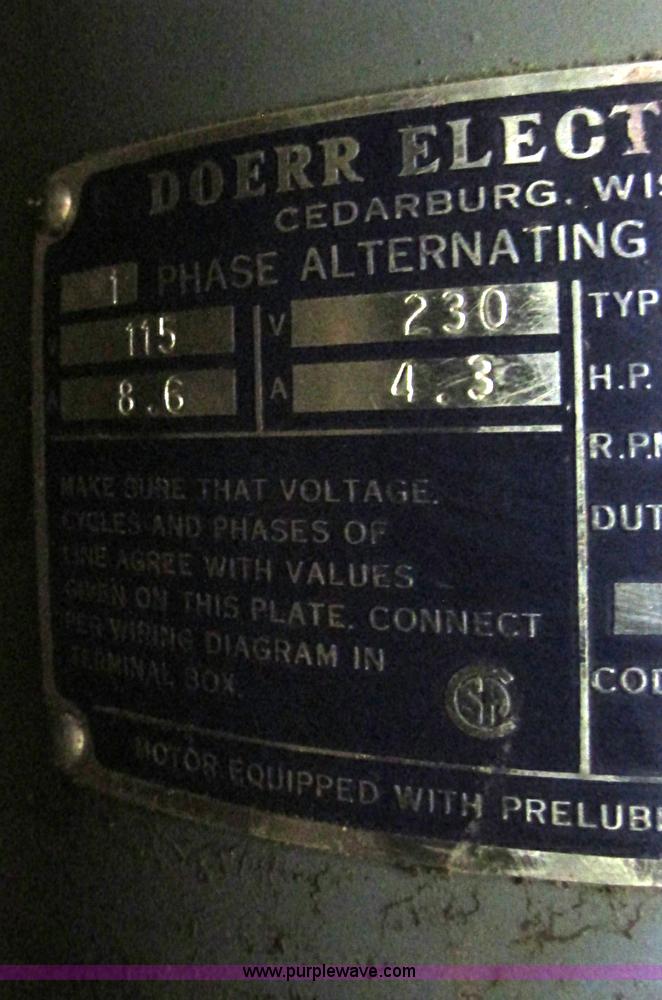 DOERR ELECT
CEDARBURG. WIS
1 PHASE ALTERNATING
V 115 V 230 TYP
A 8.6 A 4.3 H.P.
R.P.M
DUT
MAKE SURE THAT VOLTAGE,
CYCLES AND PHASES OF
LINE AGREE WITH VALUES
GIVEN ON THIS PLATE. CONNECT
PER WIRING DIAGRAM IN
TERMINAL BOX.
COD
SA
MOTOR EQUIPPED WITH PRELUBR
www.purplewave.com